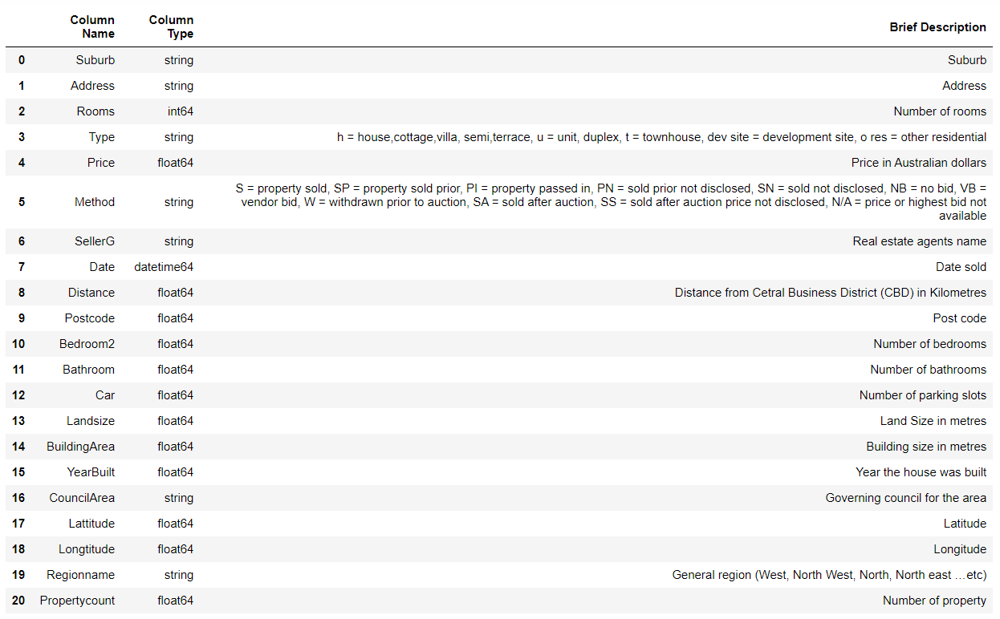 Column Name Column Type Brief Description
0 Suburb string Suburb
1 Address string Address
2 Rooms int64 Number of rooms
3 Type string h = house,cottage,villa, semi,terrace, u = unit, duplex, t = townhouse, dev site = development site, o res = other residential
4 Price float64 Price in Australian dollars
5 Method string S = property sold, SP = property sold prior, PI = property passed in, PN = sold prior not disclosed, SN = sold not disclosed, NB = no bid, VB =
vendor bid, W = withdrawn prior to auction, SA = sold after auction, SS = sold after auction price not disclosed, N/A = price or highest bid not
available
6 SellerG string Real estate agents name
7 Date datetime64 Date sold
8 Distance float64 Distance from Cetral Business District (CBD) in Kilometres
9 Postcode float64 Post code
10 Bedroom2 float64 Number of bedrooms
11 Bathroom float64 Number of bathrooms
12 Car float64 Number of parking slots
13 Landsize float64 Land Size in metres
14 BuildingArea float64 Building size in metres
15 YearBuilt float64 Year the house was built
16 CouncilArea string Governing council for the area
17 Lattitude float64 Latitude
18 Longtitude float64 Longitude
19 Regionname string General region (West, North West, North, North east …etc)
20 Propertycount float64 Number of property